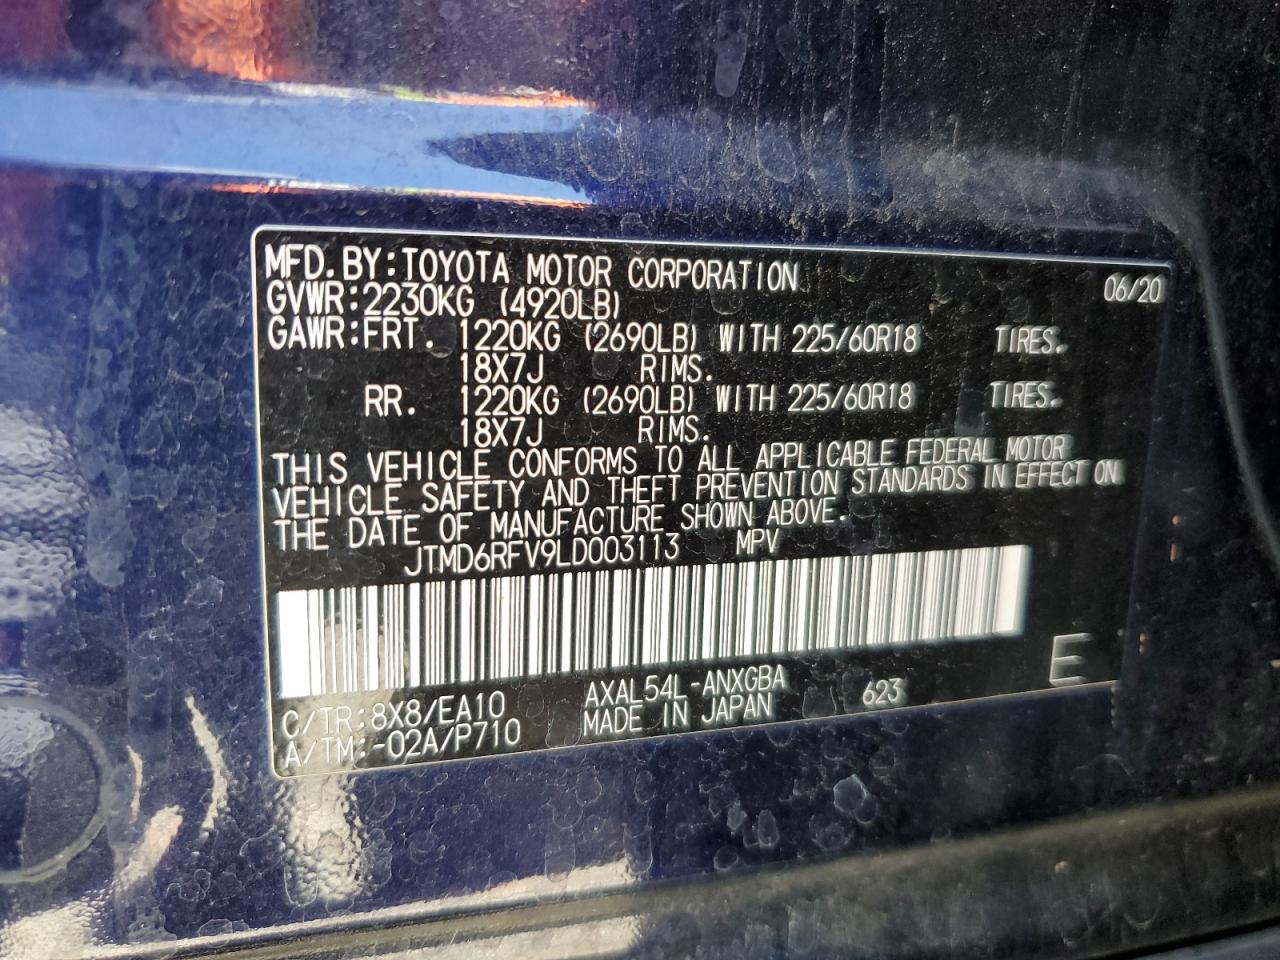 MFD.BY:TOYOTA MOTOR CORPORATION 06/20
GVWR:2230KG (4920LB)
GAWR:FRT. 1220KG (2690LB) WITH 225/60R18 TIRES.
18X7J RIMS.
RR. 1220KG (2690LB) WITH 225/60R18 TIRES.
18X7J RIMS.
THIS VEHICLE CONFORMS TO ALL APPLICABLE FEDERAL MOTOR
VEHICLE SAFETY AND THEFT PREVENTION STANDARDS IN EFFECT ON
THE DATE OF MANUFACTURE SHOWN ABOVE.
JTMD6RFV9LD003113 MPV
E
C/TR:8X8/EA10 AXAL54L-ANXGBA 623
A/TM:-02A/P710 MADE IN JAPAN